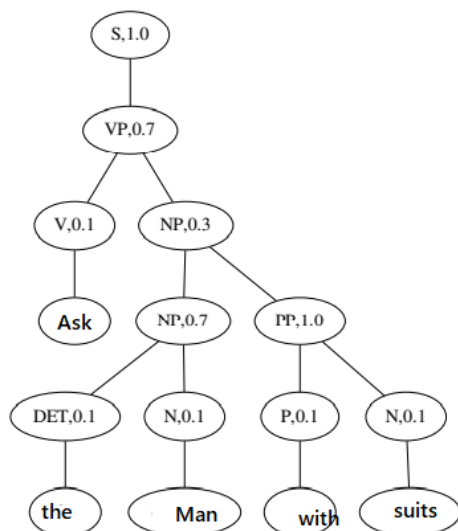 S,1.0
VP,0.7
V,0.1 NP,0.3
Ask NP,0.7 PP,1.0
DET,0.1 N,0.1 P,0.1 N,0.1
the Man with suits